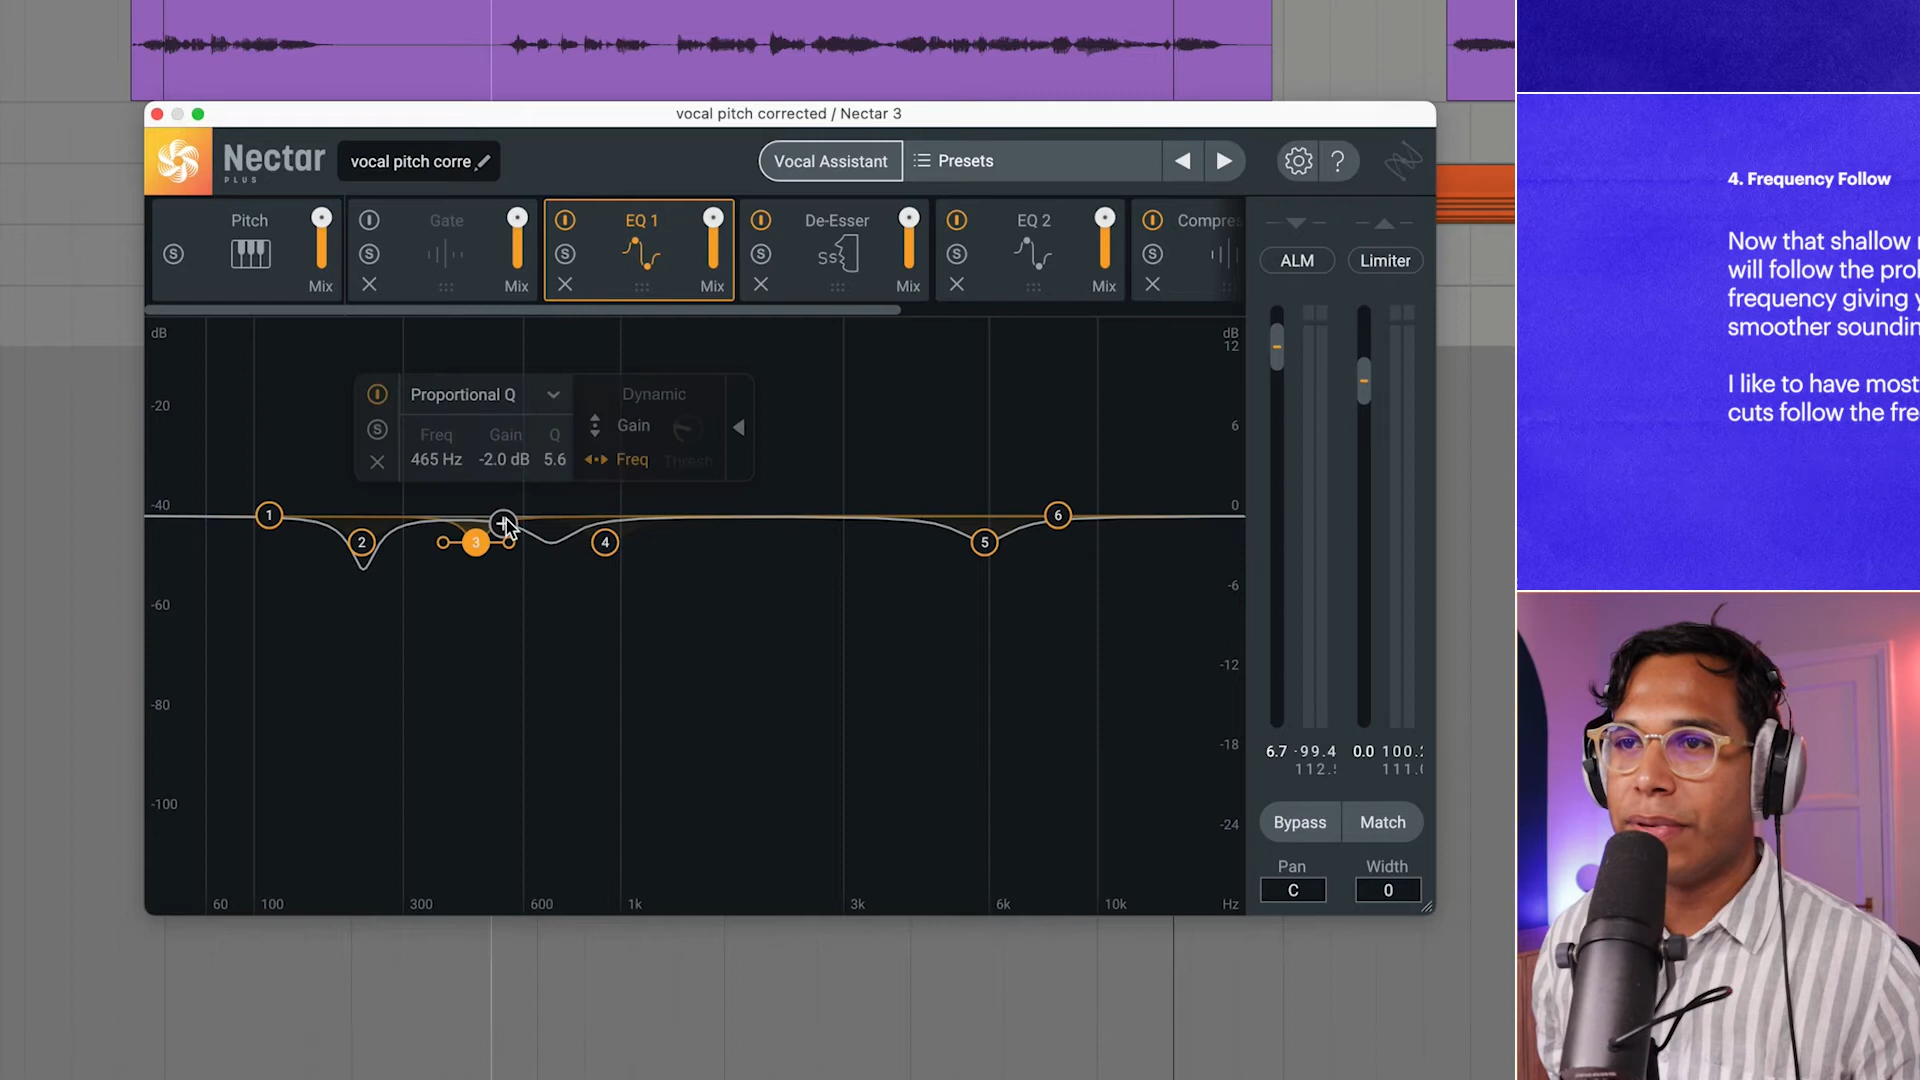 vocal pitch corrected / Nectar 3
Nectar
PLUS
vocal pitch corre
Vocal Assistant
Presets
?
Pitch
Gate
EQ 1
De-Esser
EQ 2
Compres
S
S
S
S
S
S
Ss
Mix
Mix
Mix
Mix
Mix
ALM
Limiter
dB
dB
12
-20
6
-40
0
-60
-6
-80
-12
-18
-100
-24
Proportional Q
Dynamic
S
Freq
Gain
Q
Gain
465 Hz
-2.0 dB
5.6
Freq
Thresh
1
2
3
4
5
6
60
100
300
600
1k
3k
6k
10k
Hz
6.7
-99.4
0.0
Bypass
Match
Pan
Width
C
0
4. Frequency Follow
Now that shallow
will follow the
frequency giving
smoother
I like to have most
cuts follow the